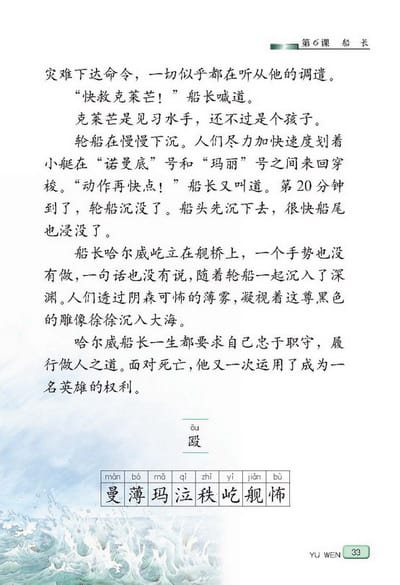 第6课 船 长
灾难下达命令，一切似乎都在听从他的调遣。
“快救克莱芒！”船长喊道。
克莱芒是见习水手，还不过是个孩子。
轮船在慢慢下沉。人们尽力加快速度划着
小艇在“诺曼底”号和“玛丽”号之间来回穿
梭。“动作再快点！”船长又叫道。第20分钟
到了，轮船沉没了。船头先沉下去，很快船尾
也浸没了。
船长哈尔威屹立在舰桥上，一个手势也没
有做，一句话也没有说，随着轮船一起沉入了深
渊。人们透过阴森可怖的薄雾，凝视着这尊黑色
的雕像徐徐沉入大海。
哈尔威船长一生都要求自己忠于职守，履
行做人之道。面对死亡，他又一次运用了成为一
名英雄的权利。
ōu
殴
màn bó mǎ qì zhì yì jiàn bù
曼薄玛泣秩屹舰怖
YU WEN 33